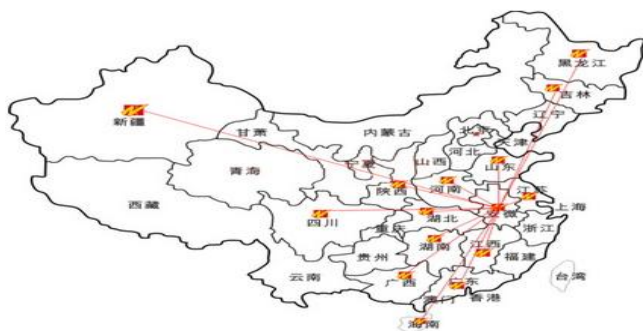 黑龙江
吉林
辽宁
新疆
内蒙古
甘肃
北京
天津
河北
山西
宁夏
山东
青海
陕西
河南
江苏
西藏
安徽
上海
四川
湖北
重庆
浙江
湖南
江西
贵州
福建
云南
广西
广东
台湾
澳门
香港
海南